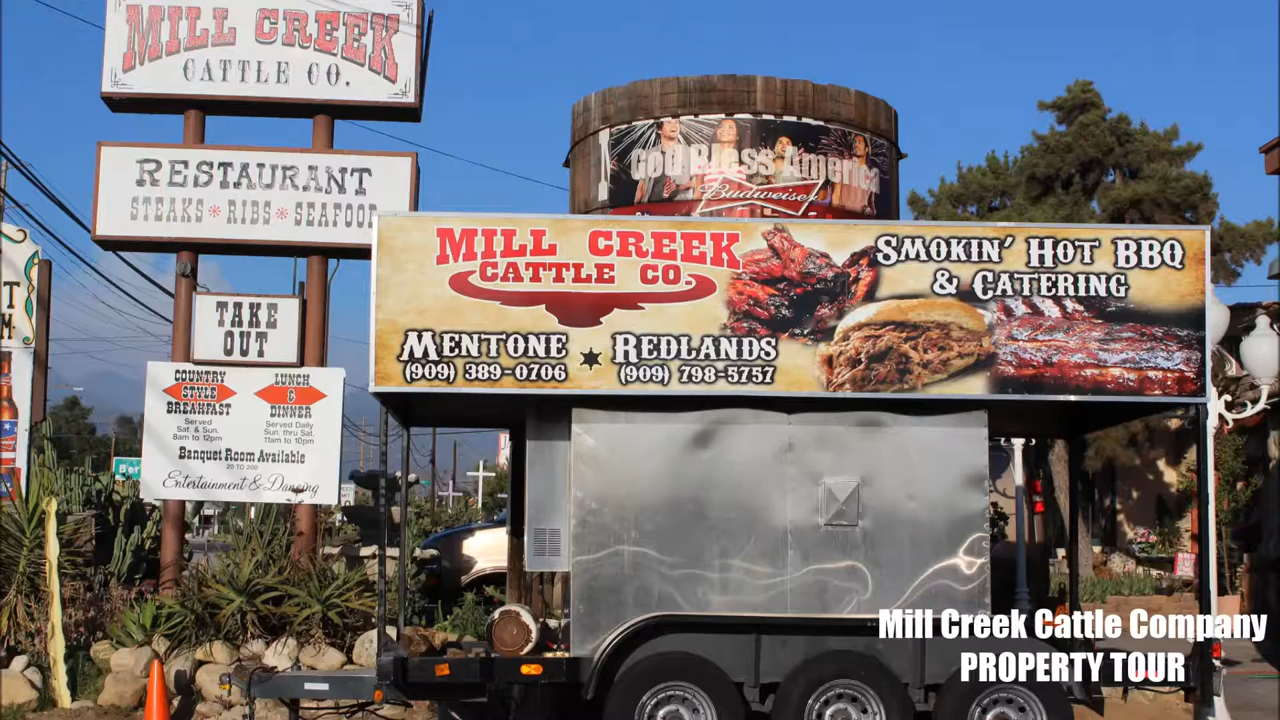 MILL CREEK
CATTLE CO.
RESTAURANT
STEAKS * RIBS * SEAFOOD
TAKE
OUT
COUNTRY
STYLE
BREAKFAST
Served
Sat. & Sun.
8am to 12pm
LUNCH
&
DINNER
Served Daily
Sun. thru Sat.
11am to 10pm
Banquet Room Available
20 TO 200
Entertainment & Dancing
God Bless America
Budweiser
MILL CREEK
CATTLE CO.
SMOKIN' HOT BBQ
& CATERING
MENTONE
(909) 389-0706
REDLANDS
(909) 798-5757
Mill Creek Cattle Company
PROPERTY TOUR